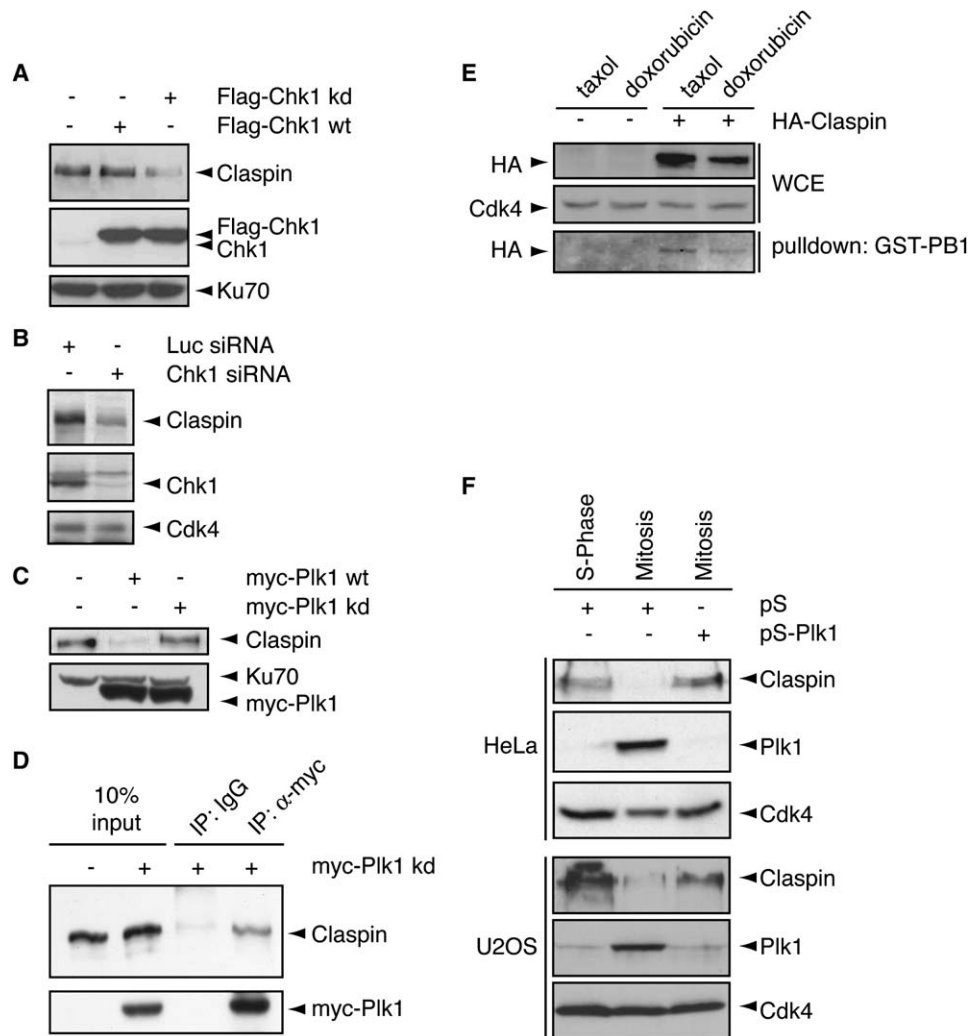 A
- - + Flag-Chk1 kd
- + - Flag-Chk1 wt
Claspin
Flag-Chk1
Chk1
Ku70
B
+ - Luc siRNA
- + Chk1 siRNA
Claspin
Chk1
Cdk4
C
- + - myc-Plk1 wt
- - + myc-Plk1 kd
Claspin
Ku70
myc-Plk1
D
10%
input
IP: IgG
IP: α-myc
- + + + myc-Plk1 kd
Claspin
myc-Plk1
E
taxol
doxorubicin
taxol
doxorubicin
- - + + HA-Claspin
HA
WCE
Cdk4
HA
pulldown: GST-PB1
F
S-Phase
Mitosis
Mitosis
+ + - pS
- - + pS-Plk1
Claspin
HeLa
Plk1
Cdk4
Claspin
U2OS
Plk1
Cdk4